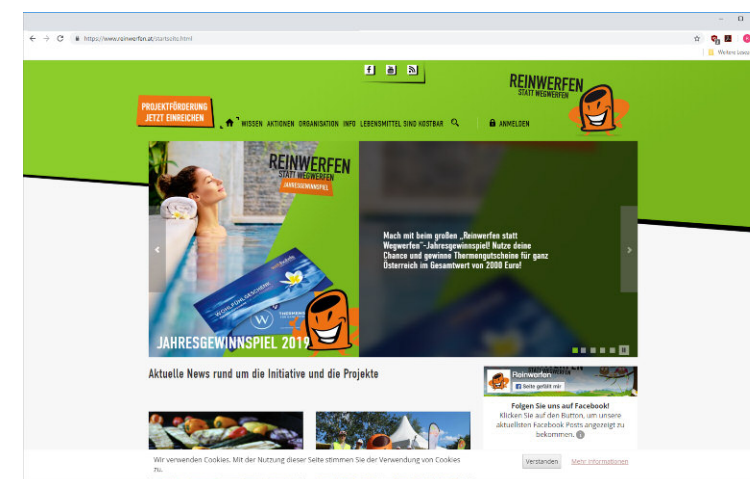 https://www.reinwerfen.at/startseite.html
Weitere Lesez
PROJEKTFÖRDERUNG
JETZT EINREICHEN
REINWERFEN
STATT WEGWERFEN
WISSEN AKTIONEN ORGANISATION INFO LEBENSMITTEL SIND KOSTBAR
ANMELDEN
REINWERFEN
STATT WEGWERFEN
JAHRESGEWINNSPIEL
Mach mit beim großen „Reinwerfen statt
Wegwerfen“-Jahresgewinnspiel! Nutze deine
Chance und gewinne Thermengutscheine für ganz
Österreich im Gesamtwert von 2000 Euro!
WOHLFÜHLGESCHENK
W
JAHRESGEWINNSPIEL 2019
Aktuelle News rund um die Initiative und die Projekte
STATT WEGWERFEN
Reinwerfen
Seite gefällt mir
Folgen Sie uns auf Facebook!
Klicken Sie auf den Button, um unsere
aktuellsten Facebook Posts angezeigt zu
bekommen.
Wir verwenden Cookies. Mit der Nutzung dieser Seite stimmen Sie der Verwendung von Cookies
zu.
Verstanden
Mehr Informationen